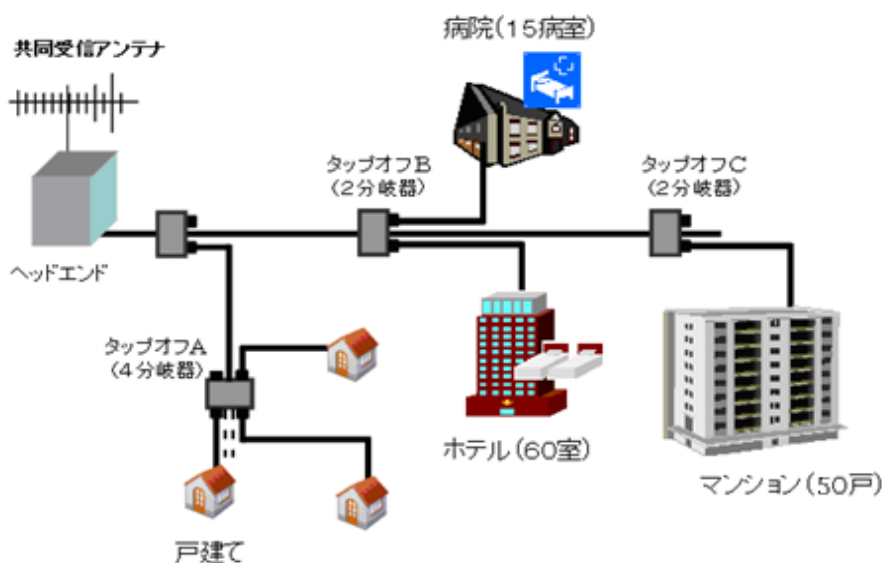 病院(15病室)
共同受信アンテナ
タップオフB
(2分岐器)
タップオフC
(2分岐器)
ヘッドエンド
タップオフA
(4分岐器)
ホテル(60室)
マンション(50戸)
戸建て